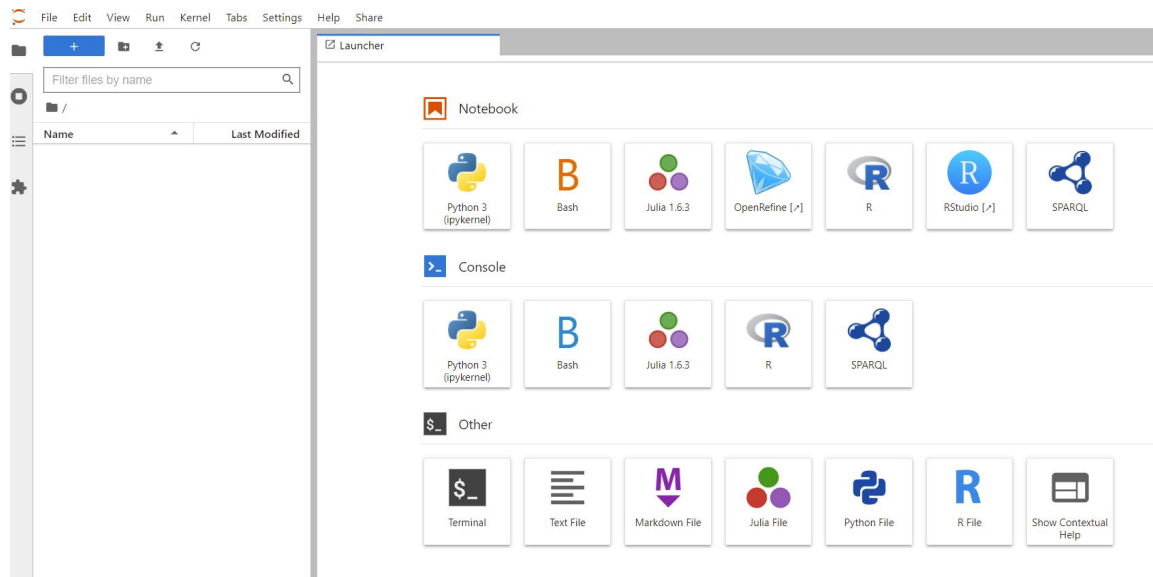 File Edit View Run Kernel Tabs Settings Help Share
+
Filter files by name
/
Name Last Modified
Launcher
Notebook
Python 3
(ipykernel)
B
Bash
Julia 1.6.3
OpenRefine [↗]
R
R
R
RStudio [↗]
SPARQL
>_ Console
Python 3
(ipykernel)
B
Bash
Julia 1.6.3
R
R
SPARQL
$_ Other
$_
Terminal
Text File
M
Markdown File
Julia File
Python File
R
R File
Show Contextual
Help